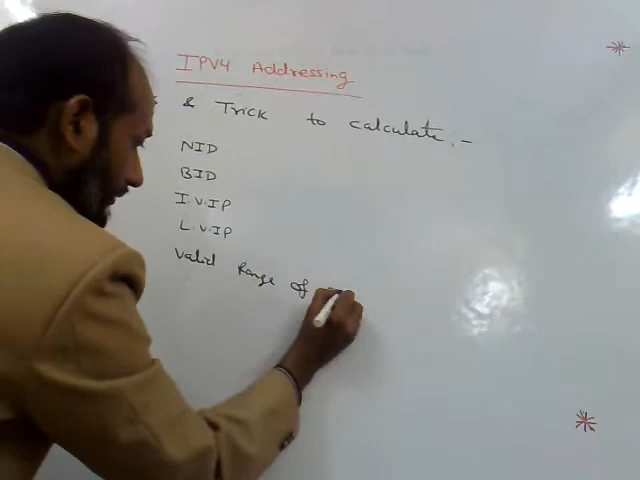 IPV4 Addressing
& Trick to calculate:-
NID
BID
I.V.IP
L.V.IP
Valid Range of